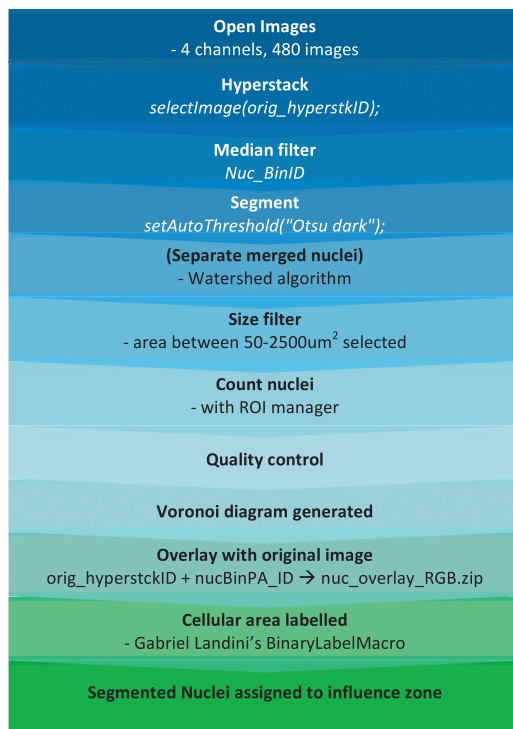 Open Images
- 4 channels, 480 images
Hyperstack
selectImage(orig_hyperstkID);
Median filter
Nuc_BinID
Segment
setAutoThreshold("Otsu dark");
(Separate merged nuclei)
- Watershed algorithm
Size filter
- area between 50-2500um² selected
Count nuclei
- with ROI manager
Quality control
Voronoi diagram generated
Overlay with original image
orig_hyperstckID + nucBinPA_ID → nuc_overlay_RGB.zip
Cellular area labelled
- Gabriel Landini's BinaryLabelMacro
Segmented Nuclei assigned to influence zone